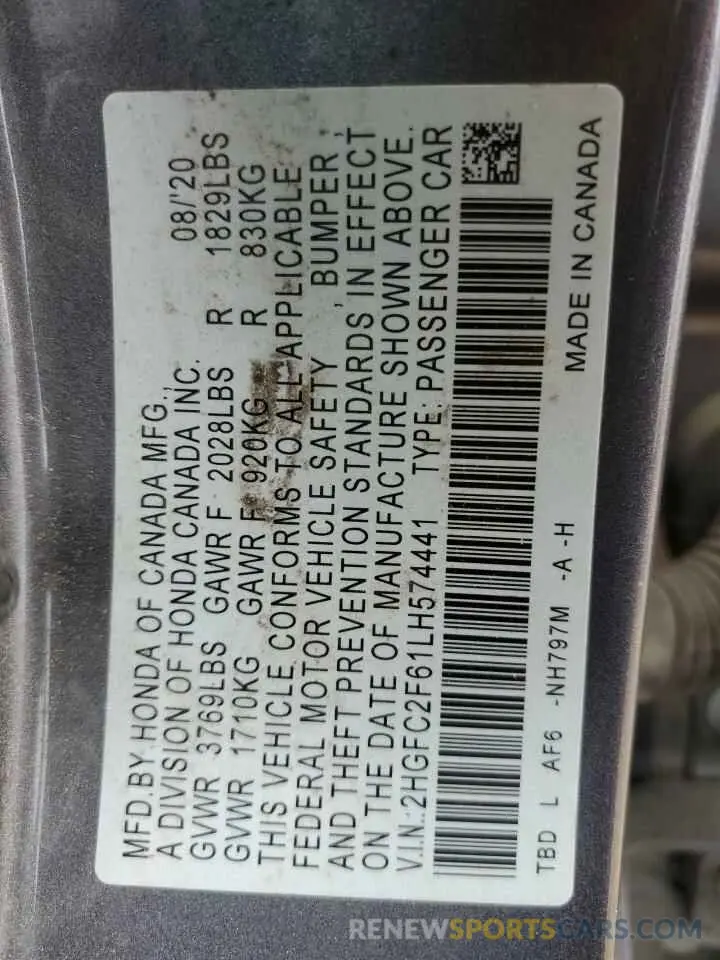 MFD.BY HONDA OF CANADA MFG., 08/'20
A DIVISION OF HONDA CANADA INC.
GVWR 3769LBS GAWR F 2028LBS R 1829LBS
GVWR 1710KG GAWR F 920KG R 830KG
THIS VEHICLE CONFORMS TO ALL APPLICABLE
FEDERAL MOTOR VEHICLE SAFETY , BUMPER ,
AND THEFT PREVENTION STANDARDS IN EFFECT
ON THE DATE OF MANUFACTURE SHOWN ABOVE.
V.I.N.:2HGFC2F61LH574441 TYPE:PASSENGER CAR
TBD L AF6 -NH797M -A -H MADE IN CANADA
RENEWSPORTSCARS.COM